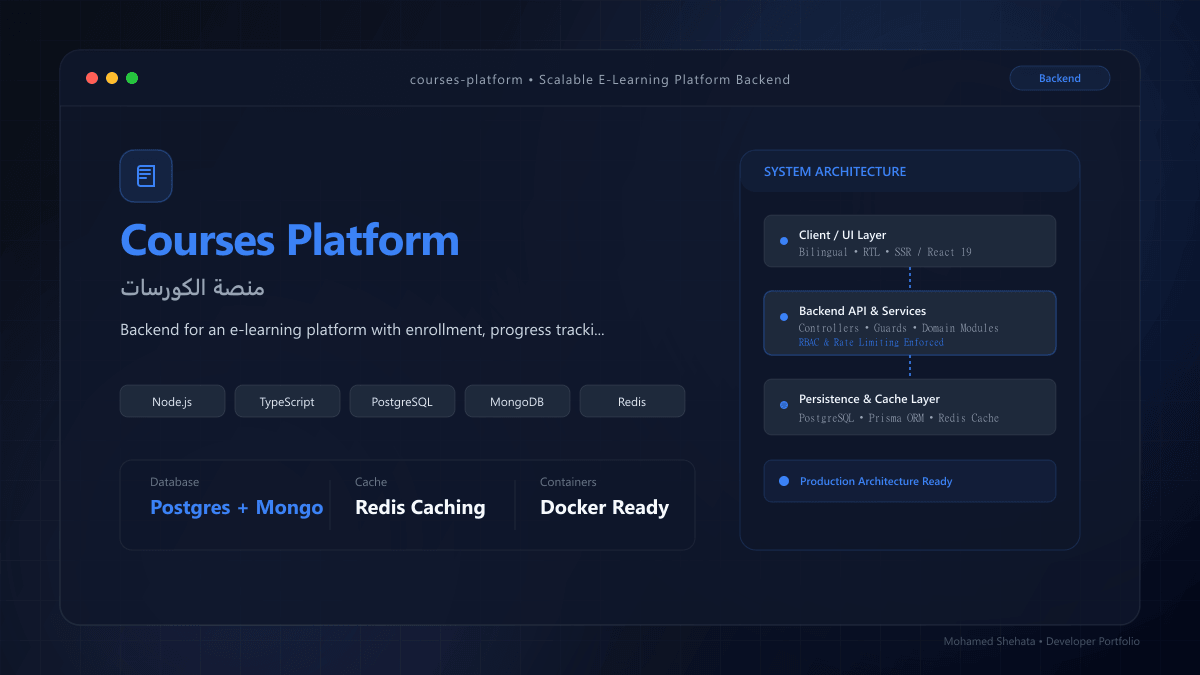 courses-platform • Scalable E-Learning Platform Backend
Backend
Courses Platform
منصة الكورسات
Backend for an e-learning platform with enrollment, progress tracki...
Node.js
TypeScript
PostgreSQL
MongoDB
Redis
Database
Postgres + Mongo
Cache
Redis Caching
Containers
Docker Ready
SYSTEM ARCHITECTURE
Client / UI Layer
Bilingual • RTL • SSR / React 19
Backend API & Services
Controllers • Guards • Domain Modules
RBAC & Rate Limiting Enforced
Persistence & Cache Layer
PostgreSQL • Prisma ORM • Redis Cache
Production Architecture Ready
Mohamed Shehata • Developer Portfolio